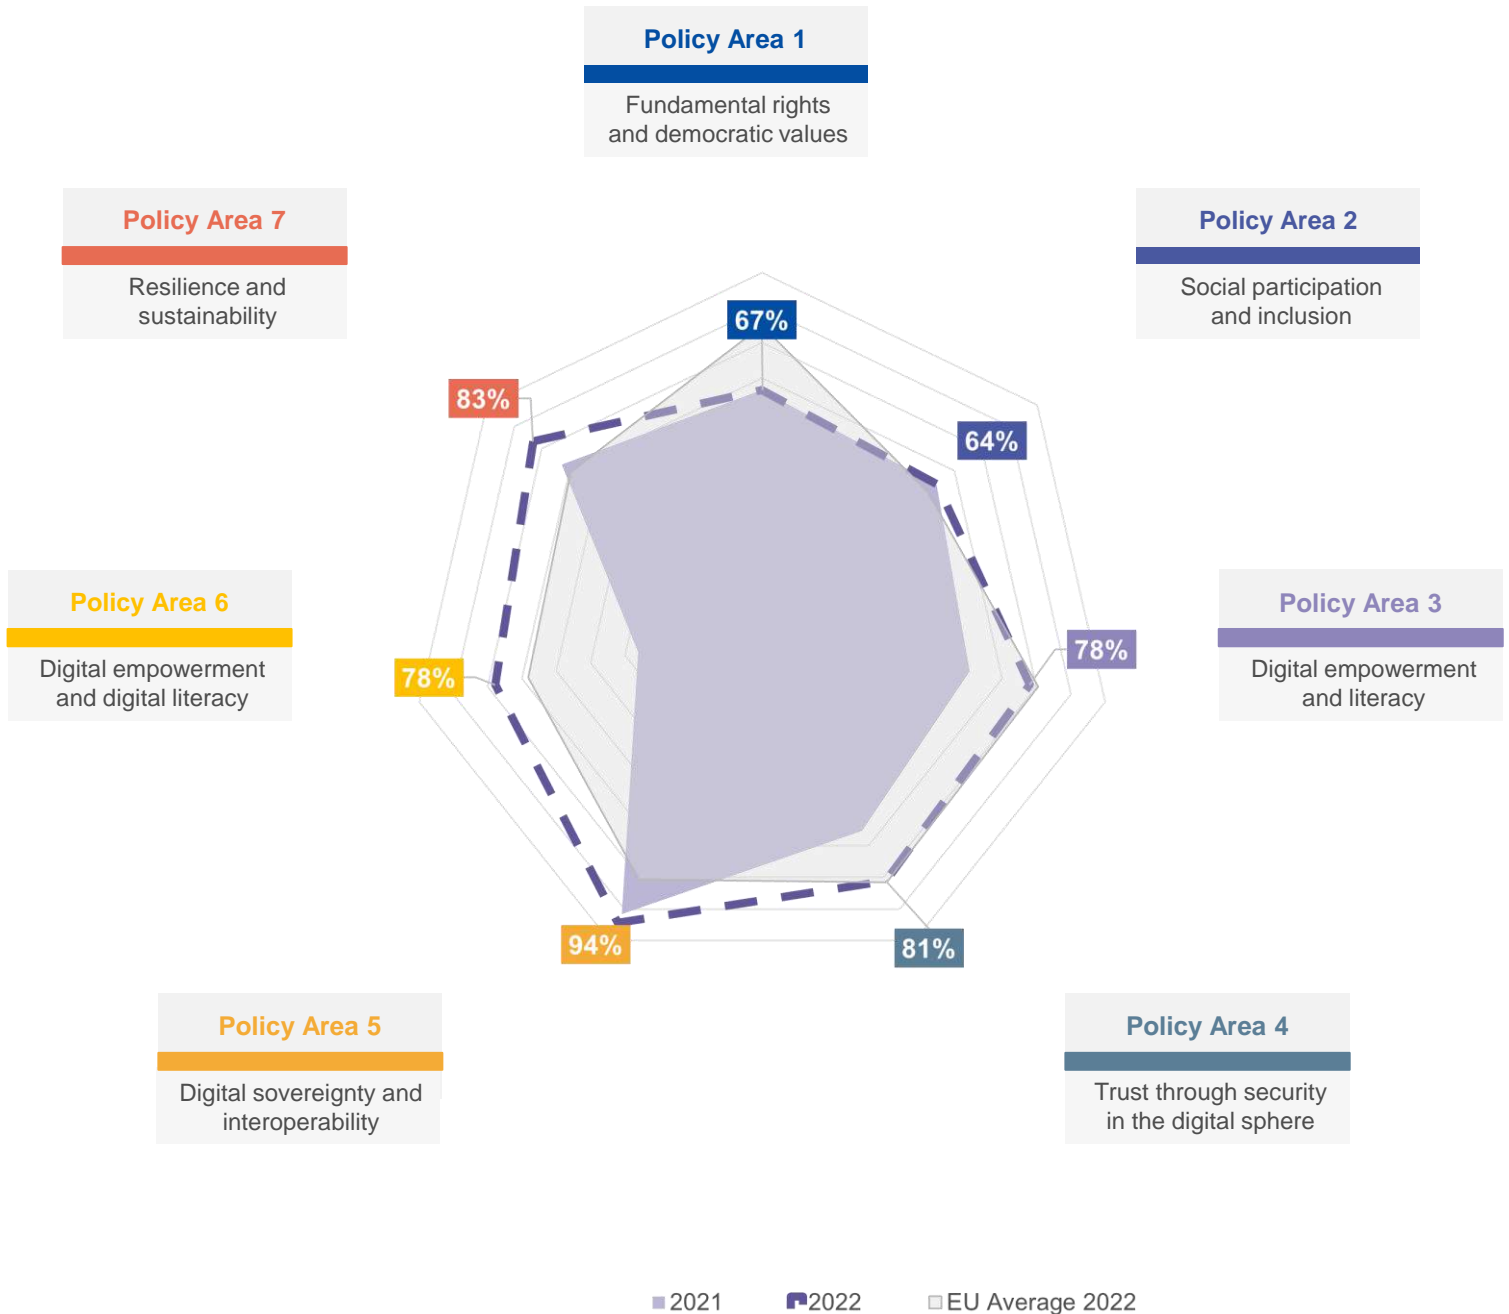 Policy Area 1
Fundamental rights
and democratic values
Policy Area 7
Resilience and
sustainability
Policy Area 2
Social participation
and inclusion
67%
83%
64%
Policy Area 6
Digital empowerment
and digital literacy
78%
78%
Policy Area 3
Digital empowerment
and literacy
94%
81%
Policy Area 5
Digital sovereignty and
interoperability
Policy Area 4
Trust through security
in the digital sphere
2021
2022
EU Average 2022